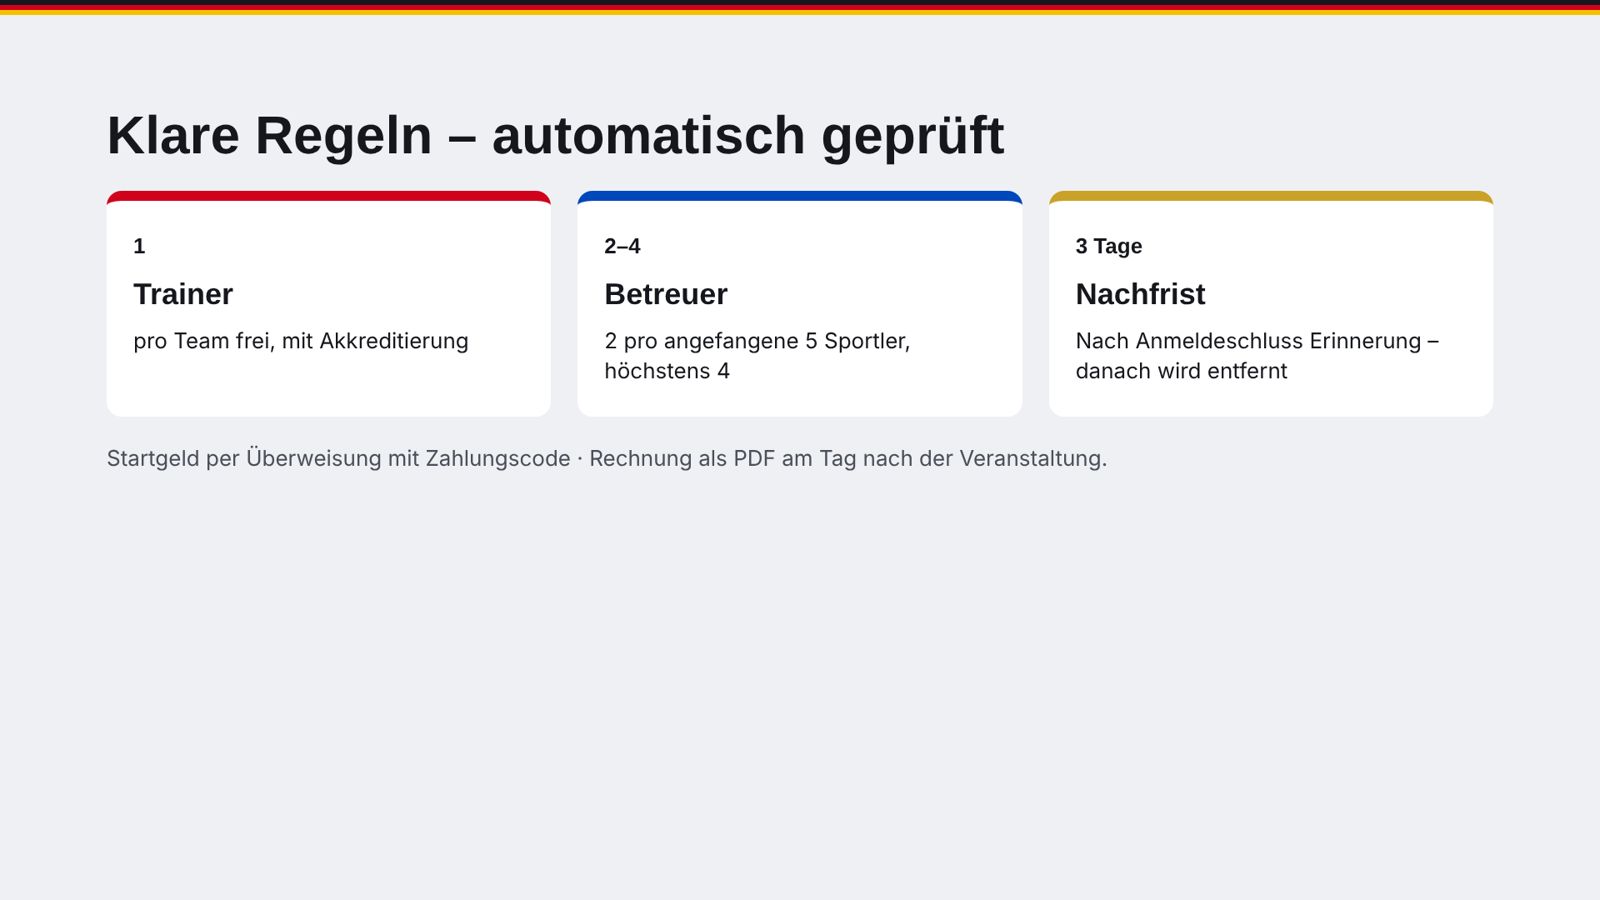 Klare Regeln – automatisch geprüft
1
Trainer
pro Team frei, mit Akkreditierung
2–4
Betreuer
2 pro angefangene 5 Sportler,
höchstens 4
3 Tage
Nachfrist
Nach Anmeldeschluss Erinnerung –
danach wird entfernt
Startgeld per Überweisung mit Zahlungscode · Rechnung als PDF am Tag nach der Veranstaltung.